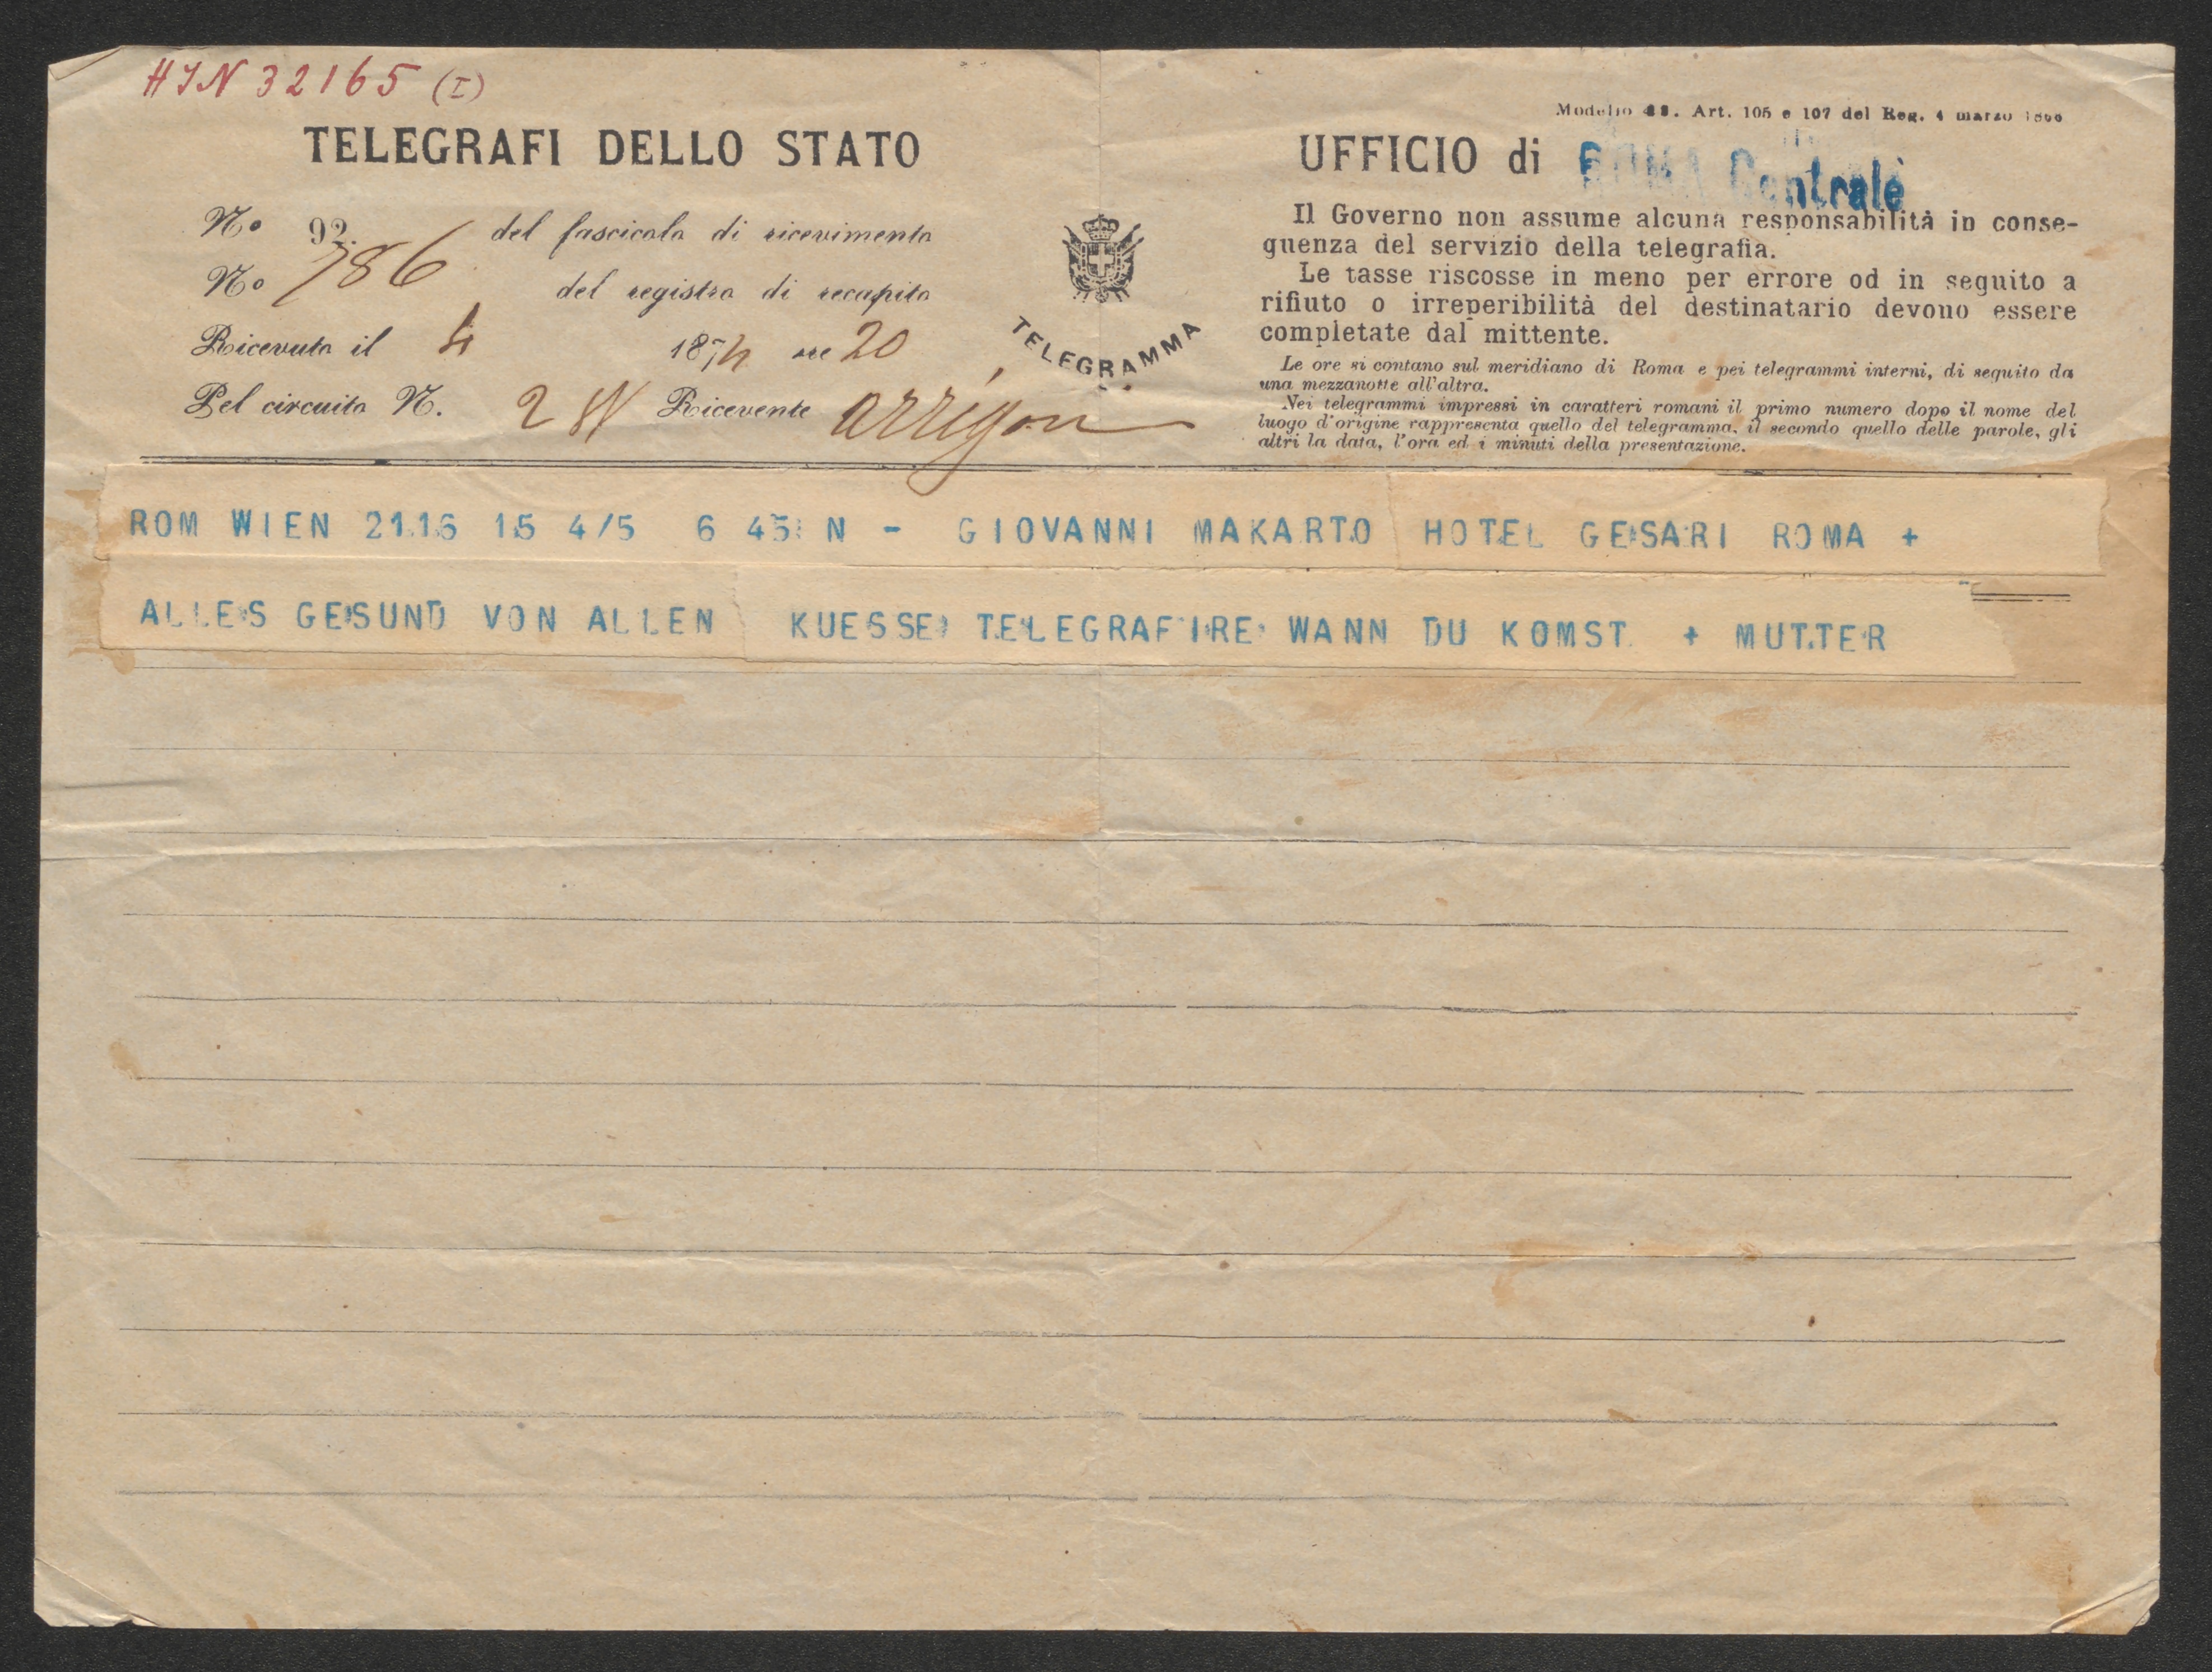 HJN 32165 (I)
TELEGRAFI DELLO STATO
No 92. del fascicolo di ricevimento
No 786 del registro di recapito
Ricevuto il 4 187 ore 20
Pel circuito N. 2 Ricevente Arrigon
TELEGRAMMA
Modello Art. 105 e 107 del Reg. 4 marzo
UFFICIO di ROMA Centrale
Il Governo non assume alcuna responsabilità in conse-
guenza del servizio della telegrafia.
Le tasse riscosse in meno per errore od in seguito a
rifiuto o irreperibilità del destinatario devono essere
completate dal mittente.
Le ore si contano sul meridiano di Roma e pei telegrammi interni, di seguito da
una mezzanotte all'altra.
Nei telegrammi impressi in caratteri romani il primo numero dopo il nome del
luogo d'origine rappresenta quello del telegramma, il secondo quello delle parole, gli
altri la data, l'ora ed i minuti della presentazione.
ROM WIEN 2116 15 4/5 6 45 N - GIOVANNI MAKARTO HOTEL GESARI ROMA +
ALLES GESUND VON ALLEN KUESSE TELEGRAFIRE WANN DU KOMST + MUTTER